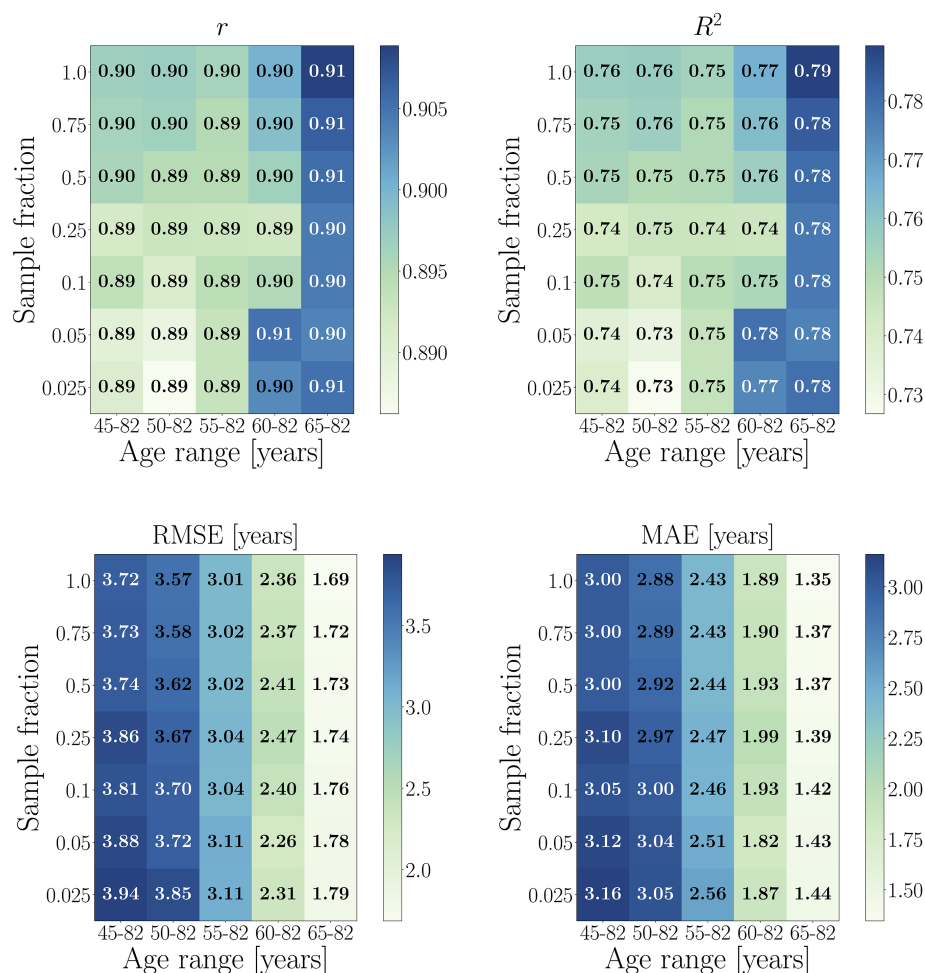 r
Sample fraction
1.0 0.90 0.90 0.90 0.90 0.91
0.75 0.90 0.90 0.89 0.90 0.91
0.5 0.90 0.89 0.89 0.90 0.91
0.25 0.89 0.89 0.89 0.89 0.90
0.1 0.89 0.89 0.89 0.90 0.90
0.05 0.89 0.89 0.89 0.91 0.90
0.025 0.89 0.89 0.89 0.90 0.91
45-82 50-82 55-82 60-82 65-82
Age range [years]
0.905
0.900
0.895
0.890
R²
Sample fraction
1.0 0.76 0.76 0.75 0.77 0.79
0.75 0.75 0.76 0.75 0.76 0.78
0.5 0.75 0.75 0.75 0.76 0.78
0.25 0.74 0.75 0.74 0.74 0.78
0.1 0.75 0.74 0.75 0.75 0.78
0.05 0.74 0.73 0.75 0.78 0.78
0.025 0.74 0.73 0.75 0.77 0.78
45-82 50-82 55-82 60-82 65-82
Age range [years]
0.78
0.77
0.76
0.75
0.74
0.73
RMSE [years]
Sample fraction
1.0 3.72 3.57 3.01 2.36 1.69
0.75 3.73 3.58 3.02 2.37 1.72
0.5 3.74 3.62 3.02 2.41 1.73
0.25 3.86 3.67 3.04 2.47 1.74
0.1 3.81 3.70 3.04 2.40 1.76
0.05 3.88 3.72 3.11 2.26 1.78
0.025 3.94 3.85 3.11 2.31 1.79
45-82 50-82 55-82 60-82 65-82
Age range [years]
3.5
3.0
2.5
2.0
MAE [years]
Sample fraction
1.0 3.00 2.88 2.43 1.89 1.35
0.75 3.00 2.89 2.43 1.90 1.37
0.5 3.00 2.92 2.44 1.93 1.37
0.25 3.10 2.97 2.47 1.99 1.39
0.1 3.05 3.00 2.46 1.93 1.42
0.05 3.12 3.04 2.51 1.82 1.43
0.025 3.16 3.05 2.56 1.87 1.44
45-82 50-82 55-82 60-82 65-82
Age range [years]
3.00
2.75
2.50
2.25
2.00
1.75
1.50